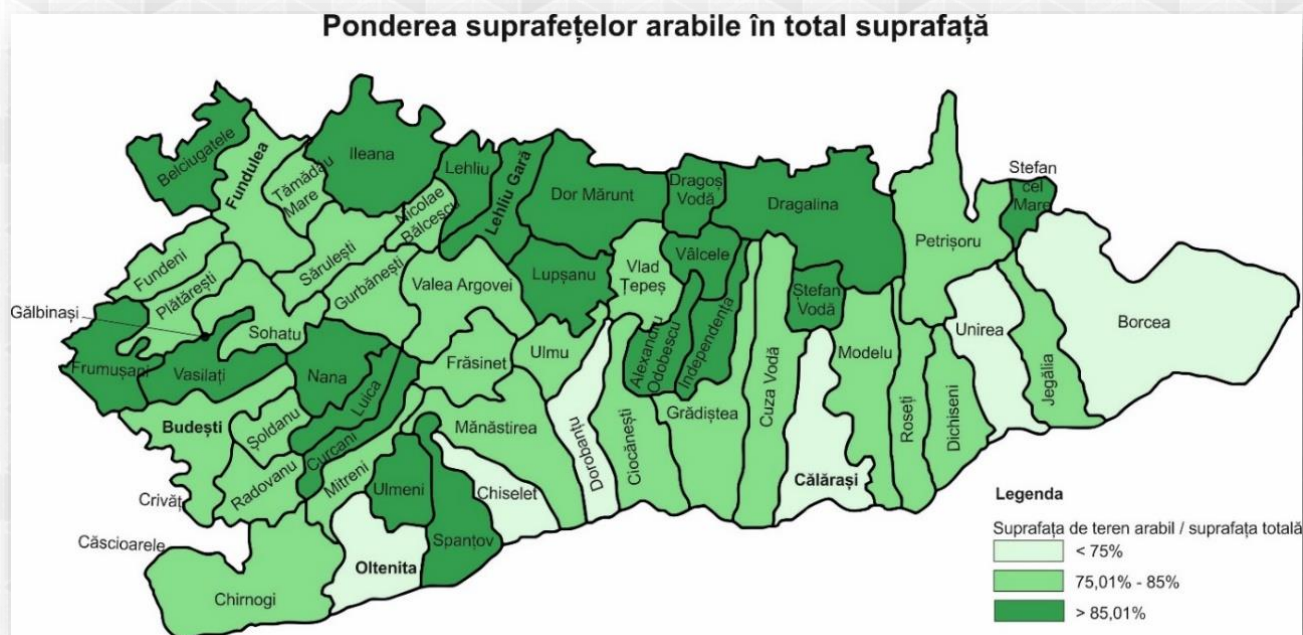 Ponderea suprafețelor arabile în total suprafață
Belciugatele
Fundulea
Tămădău
Mare
Ileana
Lehliu
Lehliu Gară
Nicolae
Bălcescu
Dor Mărunt
Dragoș
Vodă
Dragalina
Ștefan
cel
Mare
Petrișoru
Fundeni
Plătărești
Sărulești
Gurbănești
Valea Argovei
Lupșanu
Vlad
Țepeș
Vâlcele
Ștefan
Vodă
Gălbinași
Sohatu
Unirea
Borcea
Frumușani
Vasilați
Nana
Luica
Frăsinet
Ulmu
Alexandru
Odobescu
Independența
Cuza Vodă
Modelu
Jegălia
Budești
Șoldanu
Curcani
Mânăstirea
Dorobanțu
Ciocănești
Grădiștea
Roseți
Dichiseni
Radovanu
Mitreni
Ulmeni
Chiselet
Călărași
Crivăț
Căscioarele
Spanțov
Oltenita
Chirnogi
Legenda
Suprafața de teren arabil / suprafața totală
< 75%
75,01% - 85%
> 85,01%